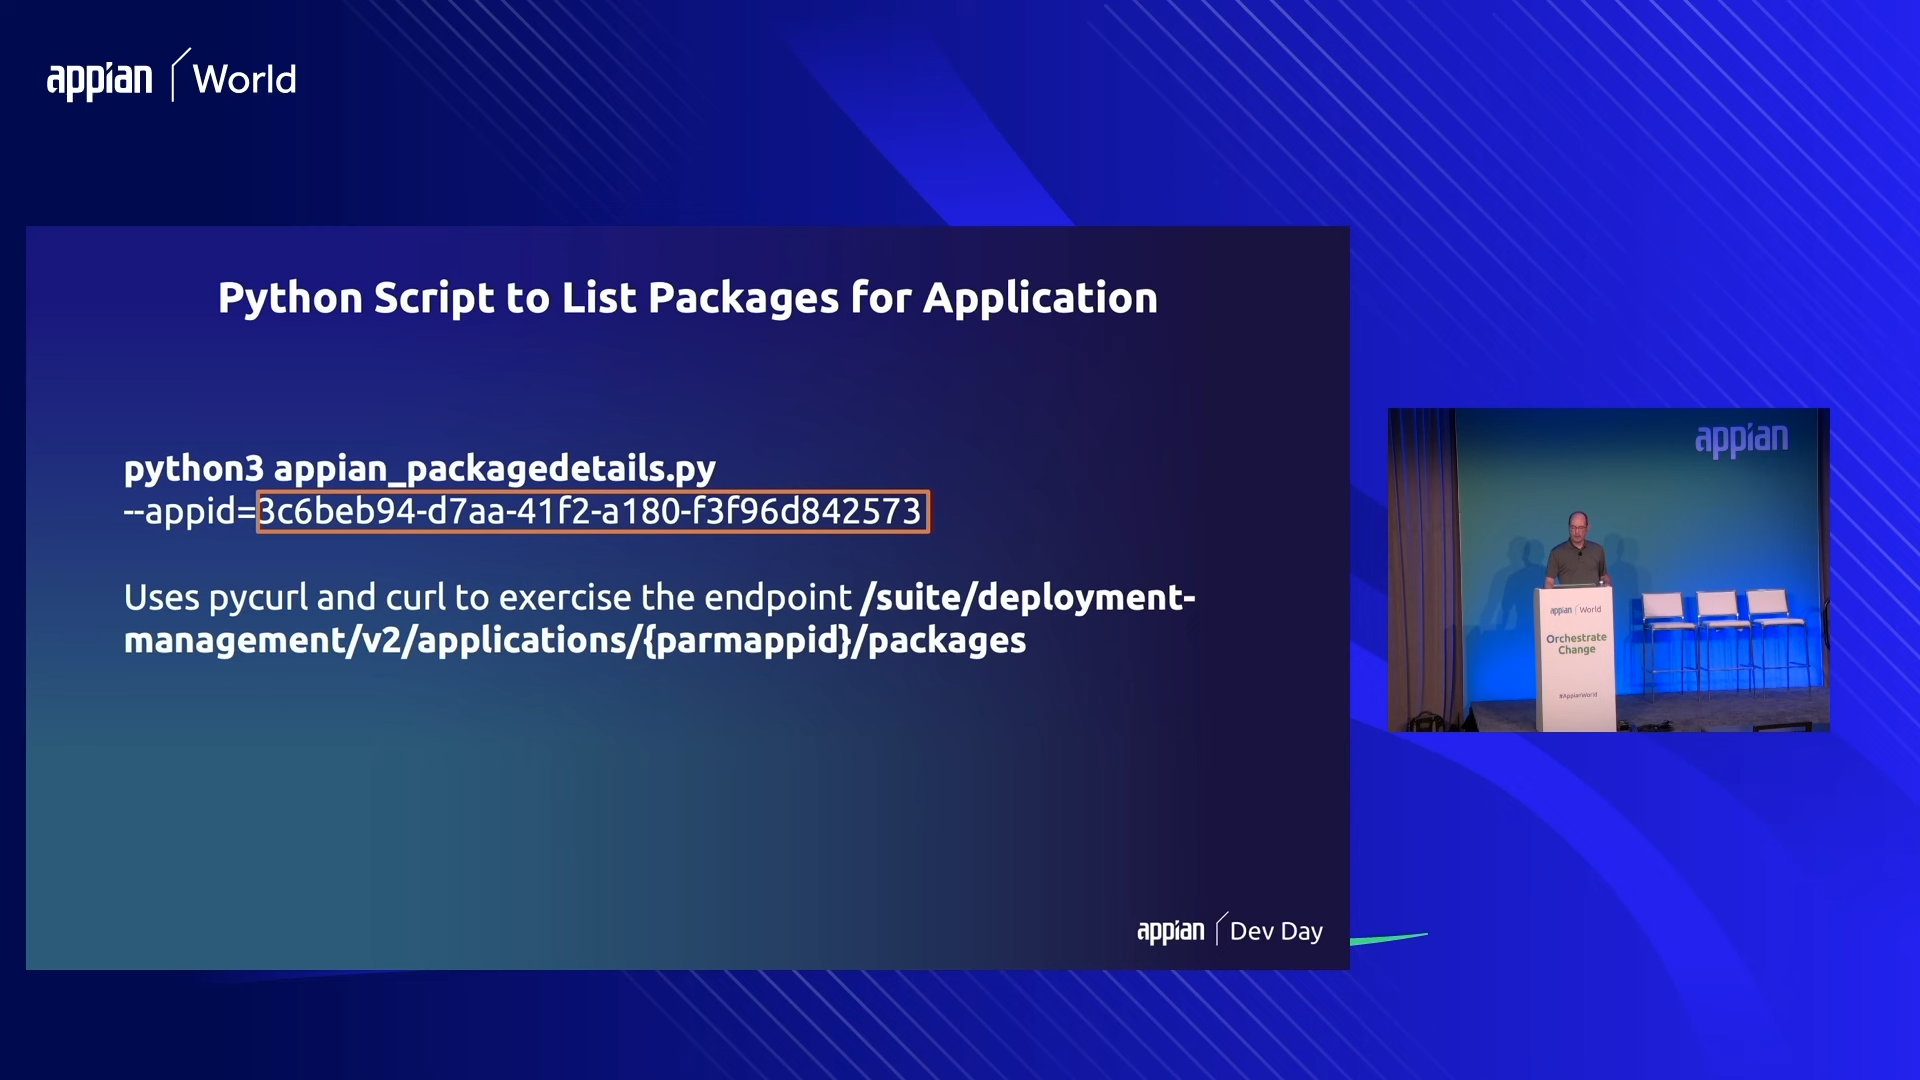 appian World
Python Script to List Packages for Application
python3 appian_packagedetails.py
--appid=3c6beb94-d7aa-41f2-a180-f3f96d842573
Uses pycurl and curl to exercise the endpoint /suite/deployment-
management/v2/applications/{parmappid}/packages
appian Dev Day
appian
appian World
Orchestrate
Change
#AppianWorld